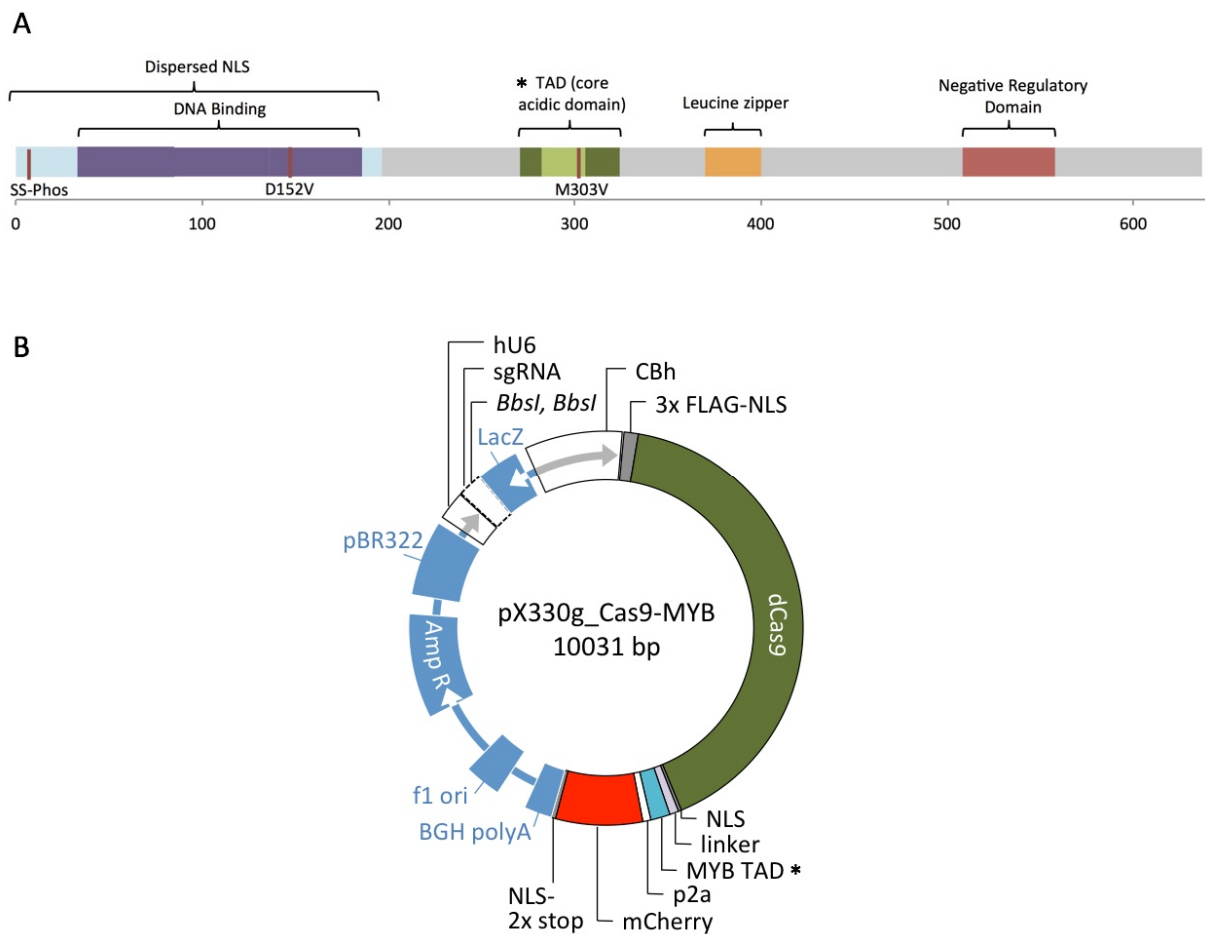 A
Dispersed NLS
DNA Binding
* TAD (core
acidic domain)
Leucine zipper
Negative Regulatory
Domain
SS-Phos
D152V
M303V
0 100 200 300 400 500 600
B
hU6
sgRNA
BbsI, BbsI
LacZ
CBh
3x FLAG-NLS
pBR322
pX330g_Cas9-MYB
10031 bp
dCas9
Amp R
f1 ori
BGH polyA
NLS
linker
MYB TAD *
p2a
mCherry
NLS-
2x stop